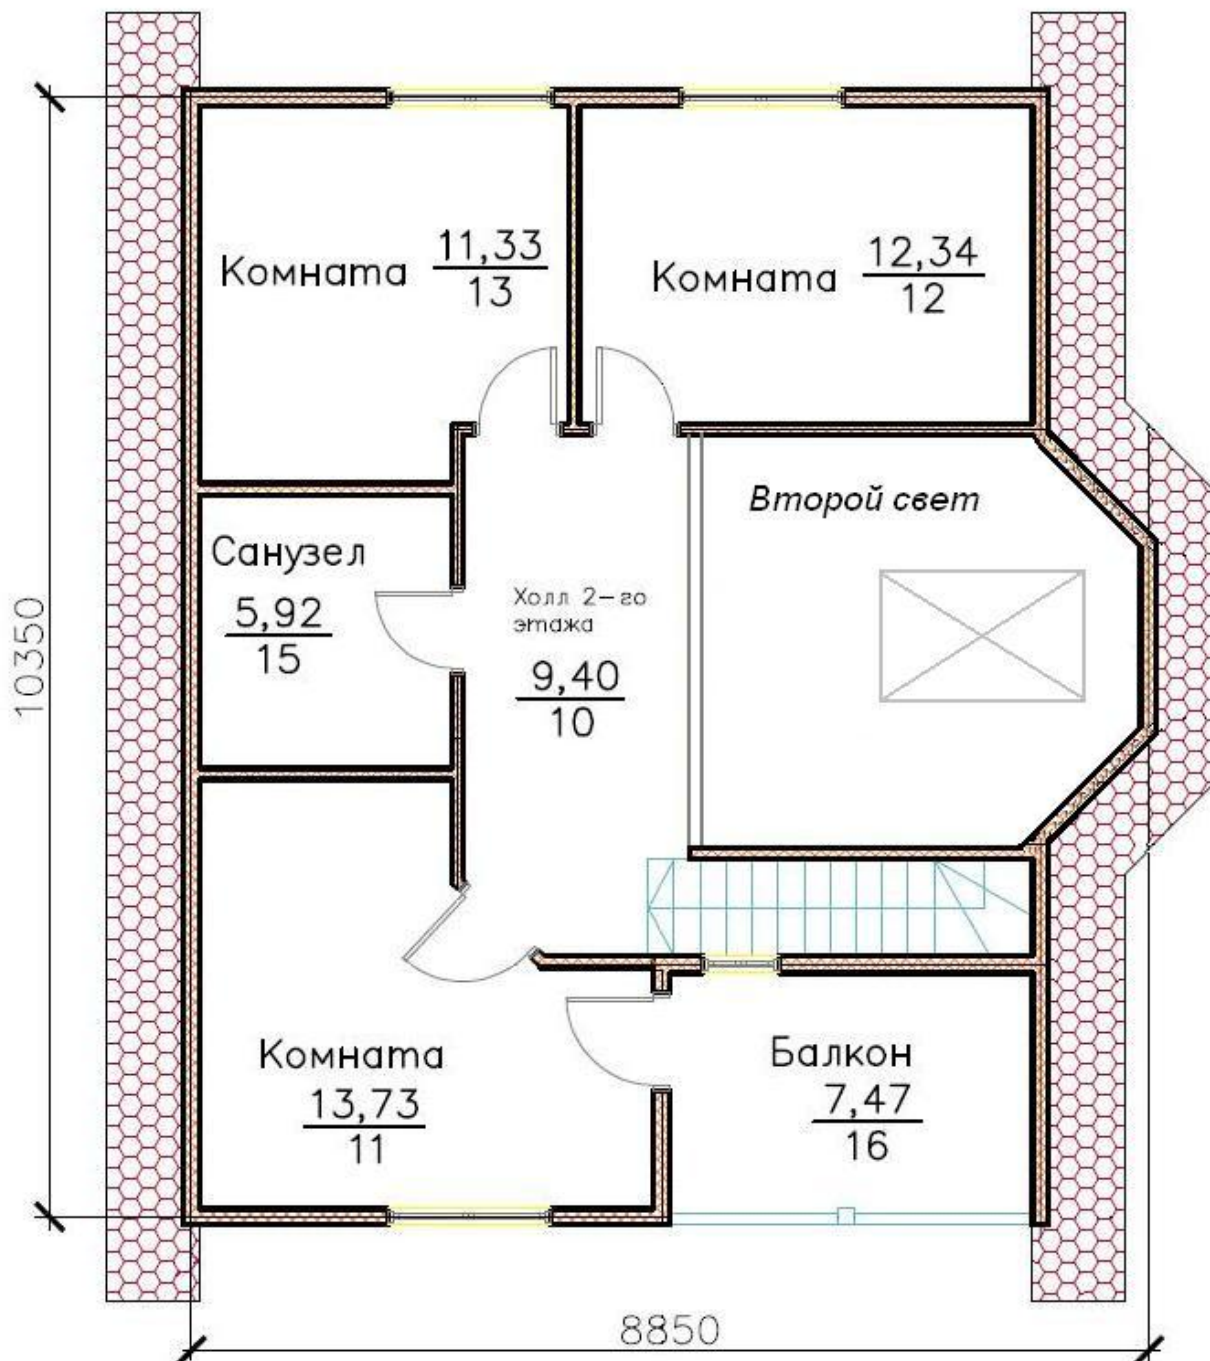 Комната
11,33
13
Комната
12,34
12
Второй свет
Санузел
5,92
15
Холл 2-го
этажа
9,40
10
10350
Комната
13,73
11
Балкон
7,47
16
8850